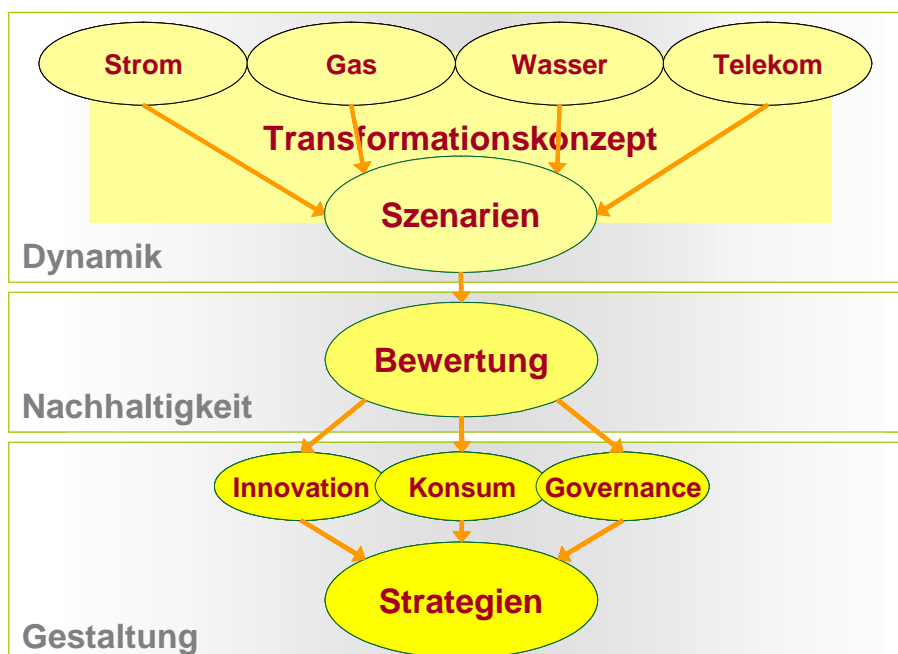 Strom
Gas
Wasser
Telekom
Transformationskonzept
Szenarien
Dynamik
Bewertung
Nachhaltigkeit
Innovation
Konsum
Governance
Strategien
Gestaltung